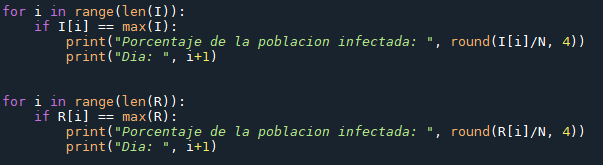 for i in range(len(I)):
    if I[i] == max(I):
        print("Porcentaje de la poblacion infectada: ", round(I[i]/N, 4))
        print("Dia: ", i+1)
for i in range(len(R)):
    if R[i] == max(R):
        print("Porcentaje de la poblacion infectada: ", round(R[i]/N, 4))
        print("Dia: ", i+1)